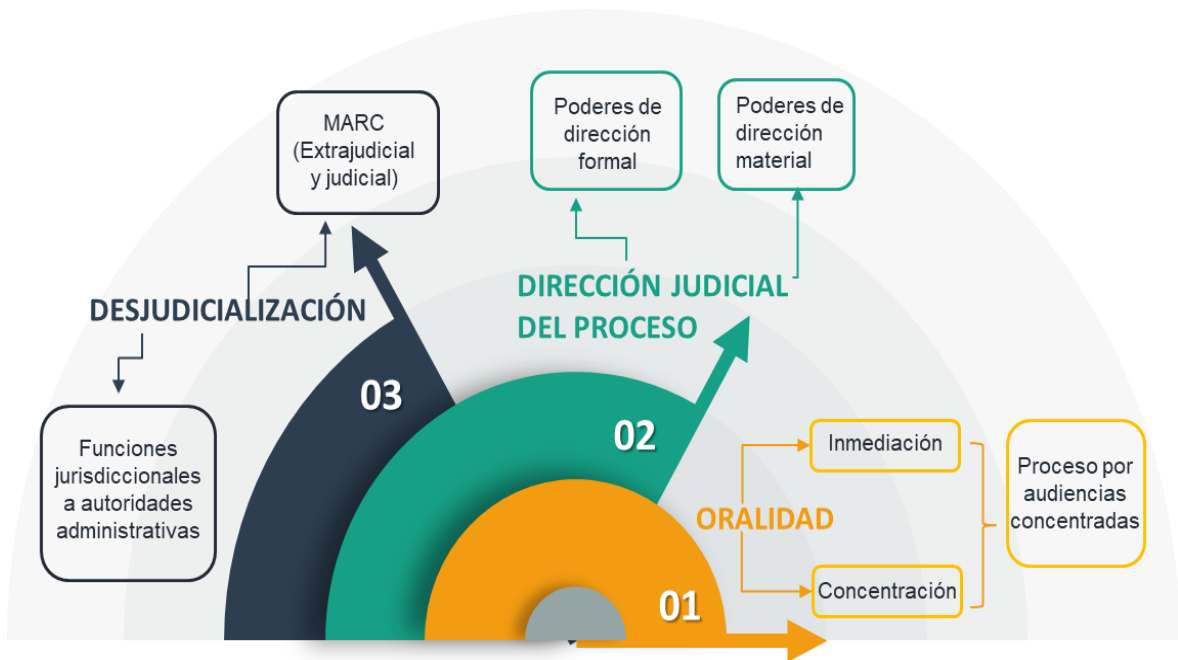 MARC
(Extrajudicial
y judicial)
Poderes de
dirección
formal
Poderes de
dirección
material
DESJUDICIALIZACIÓN
DIRECCIÓN JUDICIAL
DEL PROCESO
03
02
Funciones
jurisdiccionales
a autoridades
administrativas
Inmediación
Proceso por
audiencias
concentradas
ORALIDAD
Concentración
01